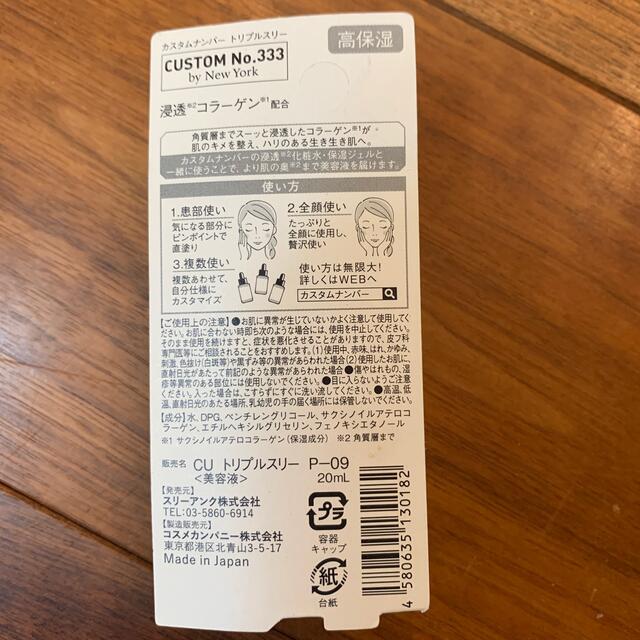 カスタムナンバー トリプルスリー
CUSTOM No.333
by New York
高保湿
浸透※2コラーゲン※1配合
角質層までスーッと浸透したコラーゲン※1が
肌のキメを整え、ハリのある生き生き肌へ。
カスタムナンバーの浸透※2化粧水・保湿ジェルと
一緒に使うことで、より肌の奥※2まで美容液を届けます。
使い方
1.患部使い
気になる部分に
ピンポイントで
直塗り
2.全顔使い
たっぷりと
全顔に使用し、
贅沢使い
3.複数使い
複数あわせて、
自分仕様に
カスタマイズ
使い方は無限大!
詳しくはWEBへ
カスタムナンバー
【ご使用上の注意】●お肌に異常が生じていないかよく注意して使用してく
ださい。お肌に合わない時即ち次のような場合には、使用を中止してください。
そのまま使用を続けますと、症状を悪化させることがありますので、皮フ科
専門医等にご相談されることをおすすめします。(1)使用中、赤味、はれ、かゆみ、
刺激、色抜け(白斑等)や黒ずみ等の異常があらわれた場合(2)使用したお肌に、
直射日光があたって前記のような異常があらわれた場合●傷やはれもの、湿
疹等異常のある部位には使用しないでください。●目に入らないようご注意
ください。入った場合は、こすらずにすぐに洗い流してください。●高温、低
温、直射日光のあたる場所、乳幼児の手の届く場所には保管しないでください。
【成分】水、DPG、ペンチレングリコール、サクシノイルアテロコ
ラーゲン、エチルヘキシルグリセリン、フェノキシエタノール
※1 サクシノイルアテロコラーゲン(保湿成分) ※2 角質層まで
販売名 CU トリプルスリー P-09
<美容液> 20mL
【発売元】
スリーアンク株式会社
TEL:03-5860-6914
【製造販売元】
コスメカンパニー株式会社
東京都港区北青山3-5-17
Made in Japan
プラ
容器
キャップ
紙
台紙
4 580635 130182